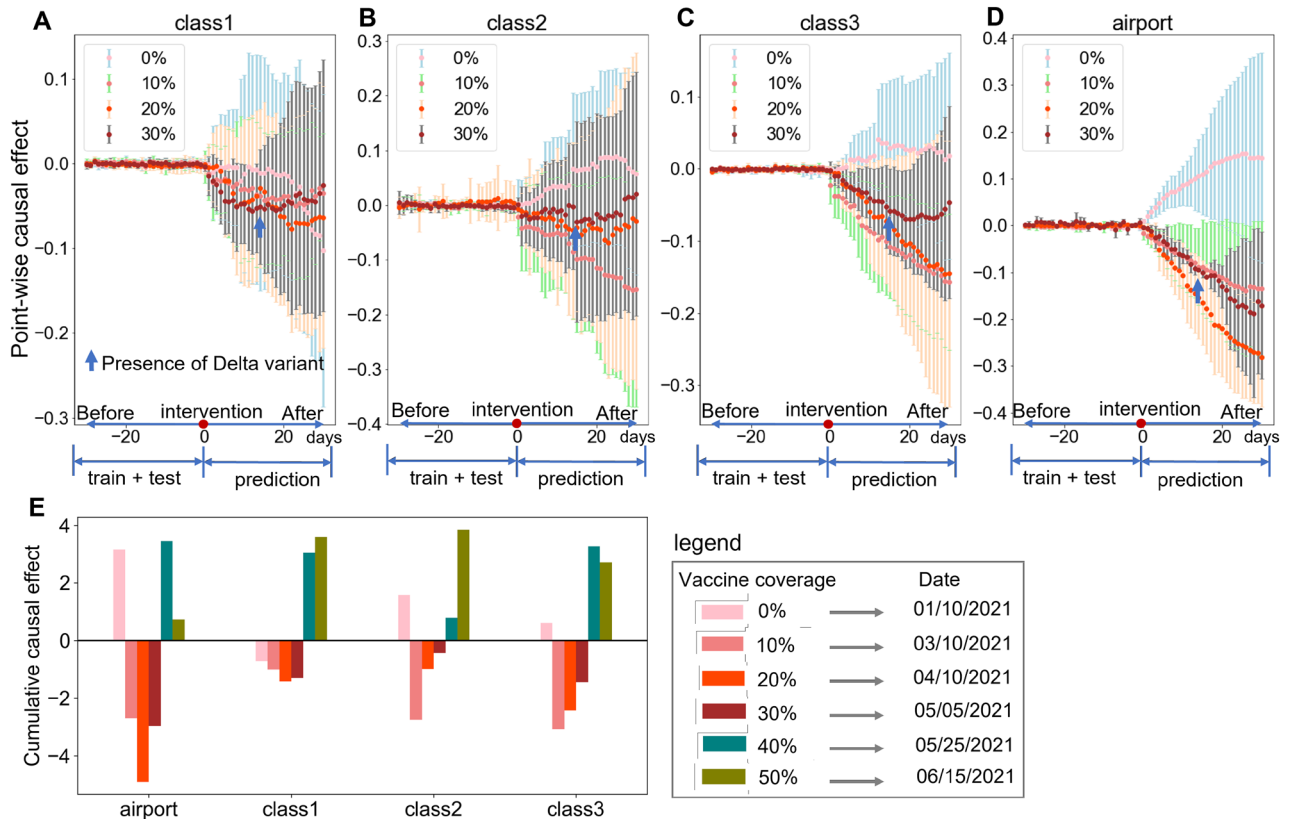 A
class1
B
class2
C
class3
D
airport
Point-wise causal effect
0.1
0.0
−0.1
−0.2
−0.3
0%
10%
20%
30%
Presence of Delta variant
Before
intervention
After
−20
0
20
days
train + test
prediction
0.3
0.2
0.1
0.0
−0.1
−0.2
−0.3
−0.4
0%
10%
20%
30%
Before
intervention
After
−20
0
20
days
train + test
prediction
0.1
0.0
−0.1
−0.2
−0.3
0%
10%
20%
30%
Before
intervention
After
−20
0
20
days
train + test
prediction
0.4
0.3
0.2
0.1
0.0
−0.1
−0.2
−0.3
−0.4
0%
10%
20%
30%
Before
intervention
After
−20
0
20
days
train + test
prediction
E
Cumulative causal effect
4
2
0
−2
−4
airport
class1
class2
class3
legend
Vaccine coverage Date
0% 01/10/2021
10% 03/10/2021
20% 04/10/2021
30% 05/05/2021
40% 05/25/2021
50% 06/15/2021